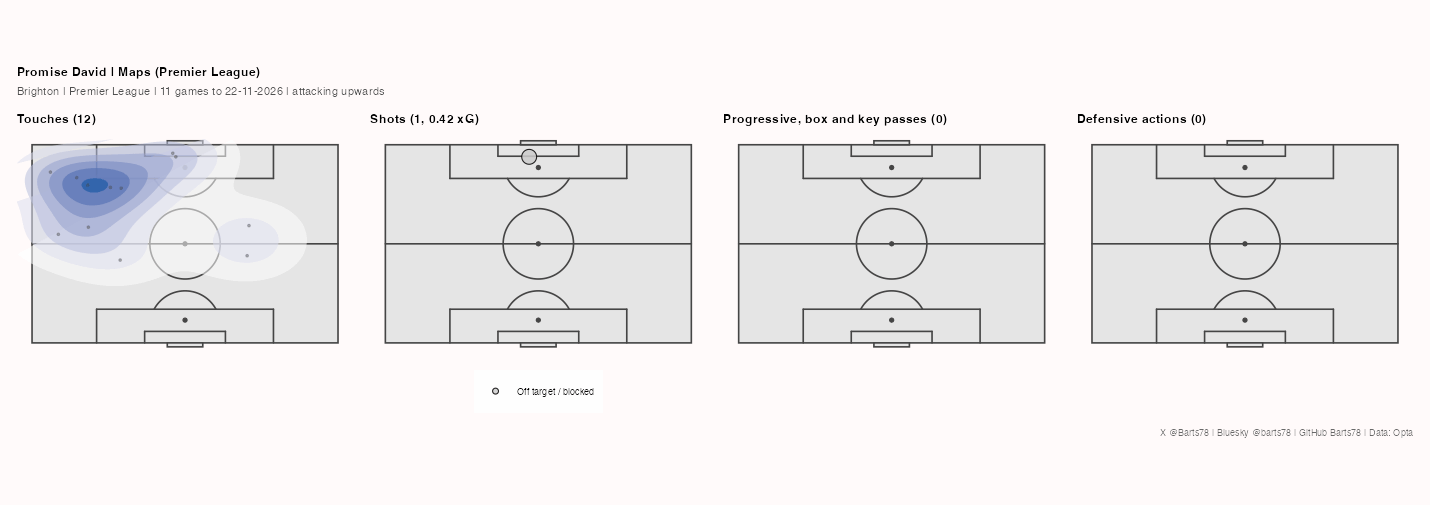 Promise David | Maps (Premier League)
Brighton | Premier League | 11 games to 22-11-2026 | attacking upwards
Touches (12)
Shots (1, 0.42 xG)
Progressive, box and key passes (0)
Defensive actions (0)
Off target / blocked
X @Barts78 | Bluesky @barts78 | GitHub Barts78 | Data: Opta